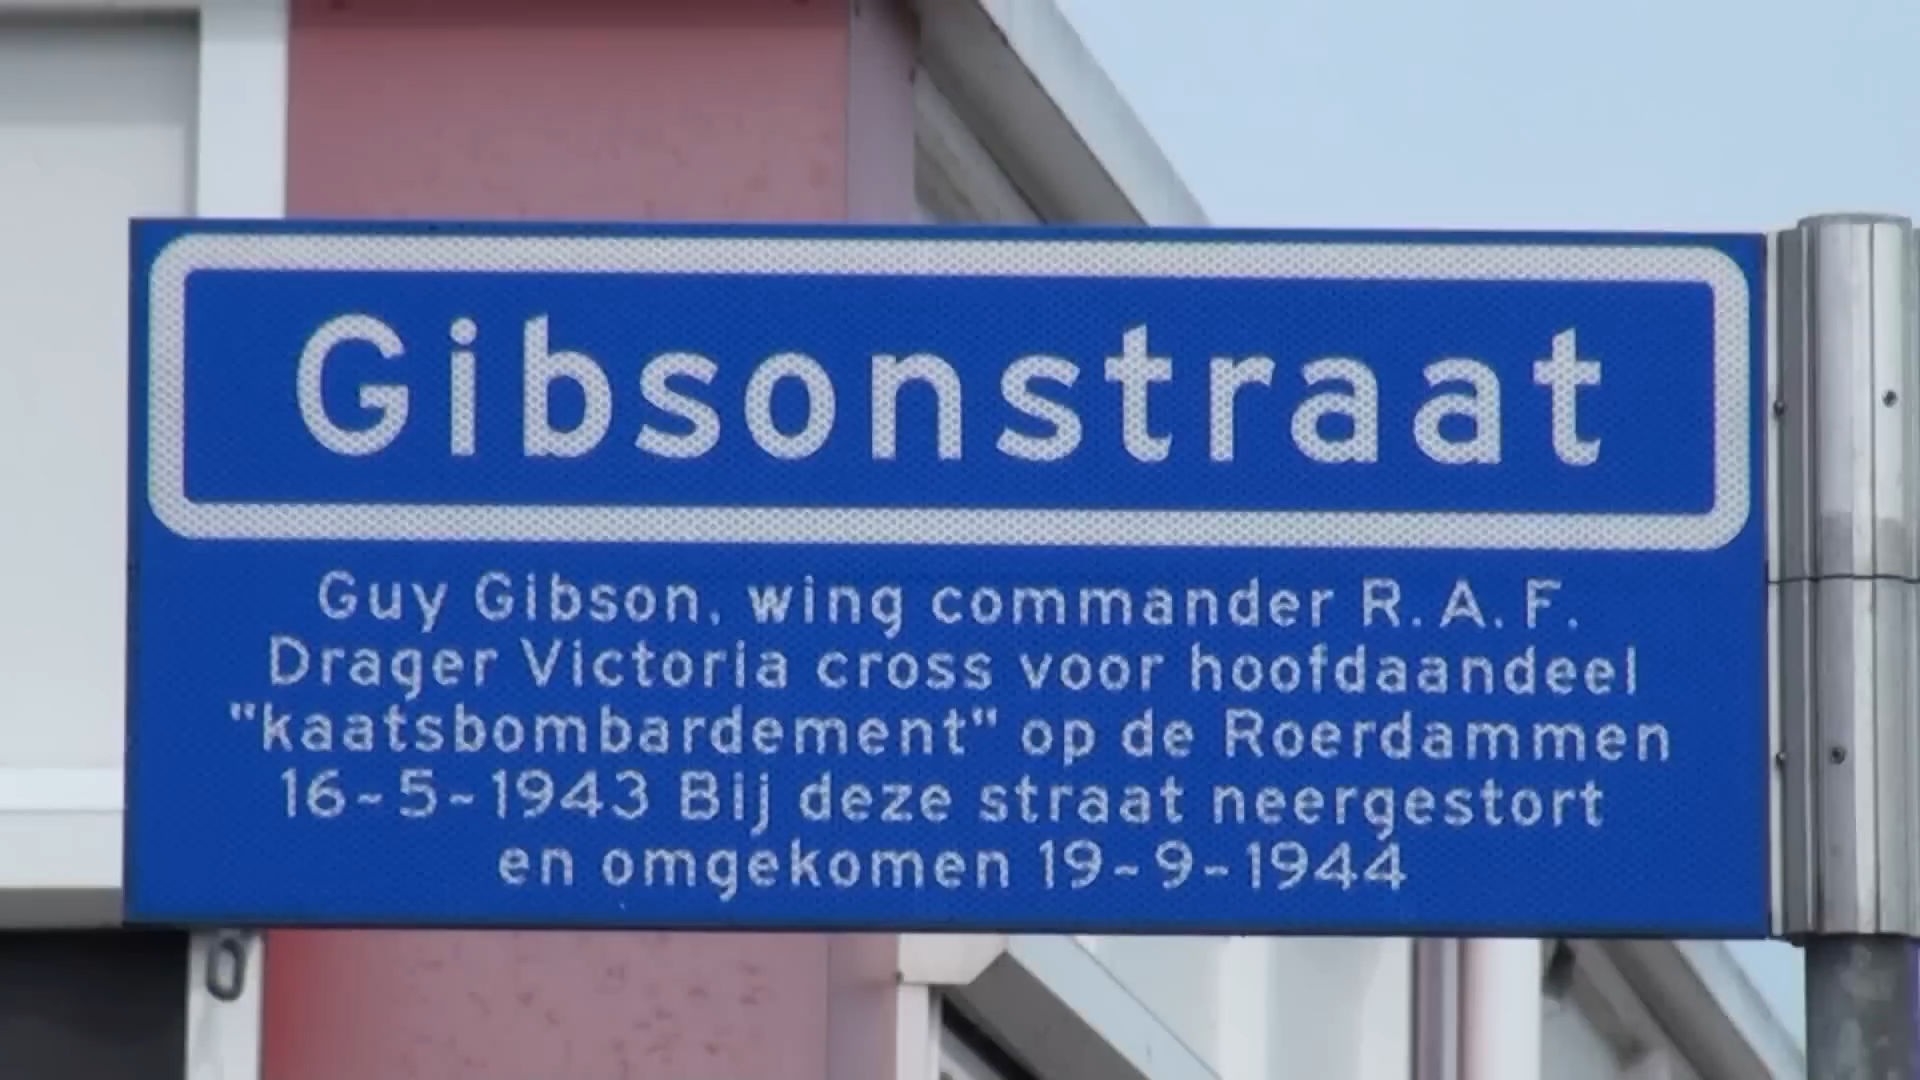 Gibsonstraat
Guy Gibson, wing commander R.A.F.
Drager Victoria cross voor hoofdaandeel
"kaatsbombardement" op de Roerdammen
16-5-1943 Bij deze straat neergestort
en omgekomen 19-9-1944